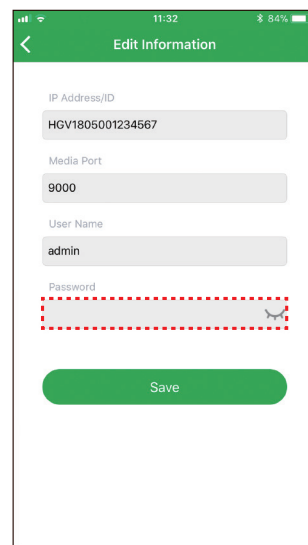 11:32
84%
Edit Information
IP Address/ID
HGV1805001234567
Media Port
9000
User Name
admin
Password
Save